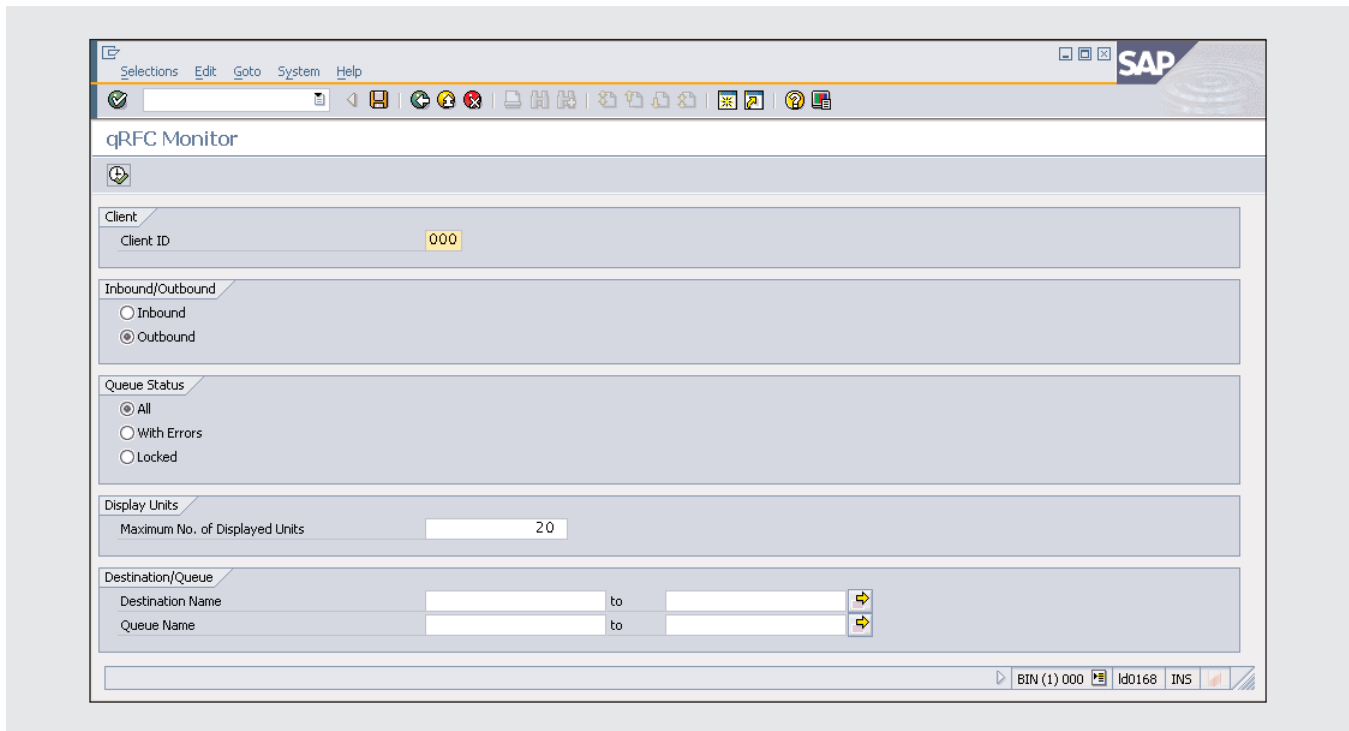 Selections Edit Goto System Help
SAP
qRFC Monitor
Client
Client ID 000
Inbound/Outbound
Inbound
Outbound
Queue Status
All
With Errors
Locked
Display Units
Maximum No. of Displayed Units 20
Destination/Queue
Destination Name to
Queue Name to
BIN (1) 000 ld0168 INS